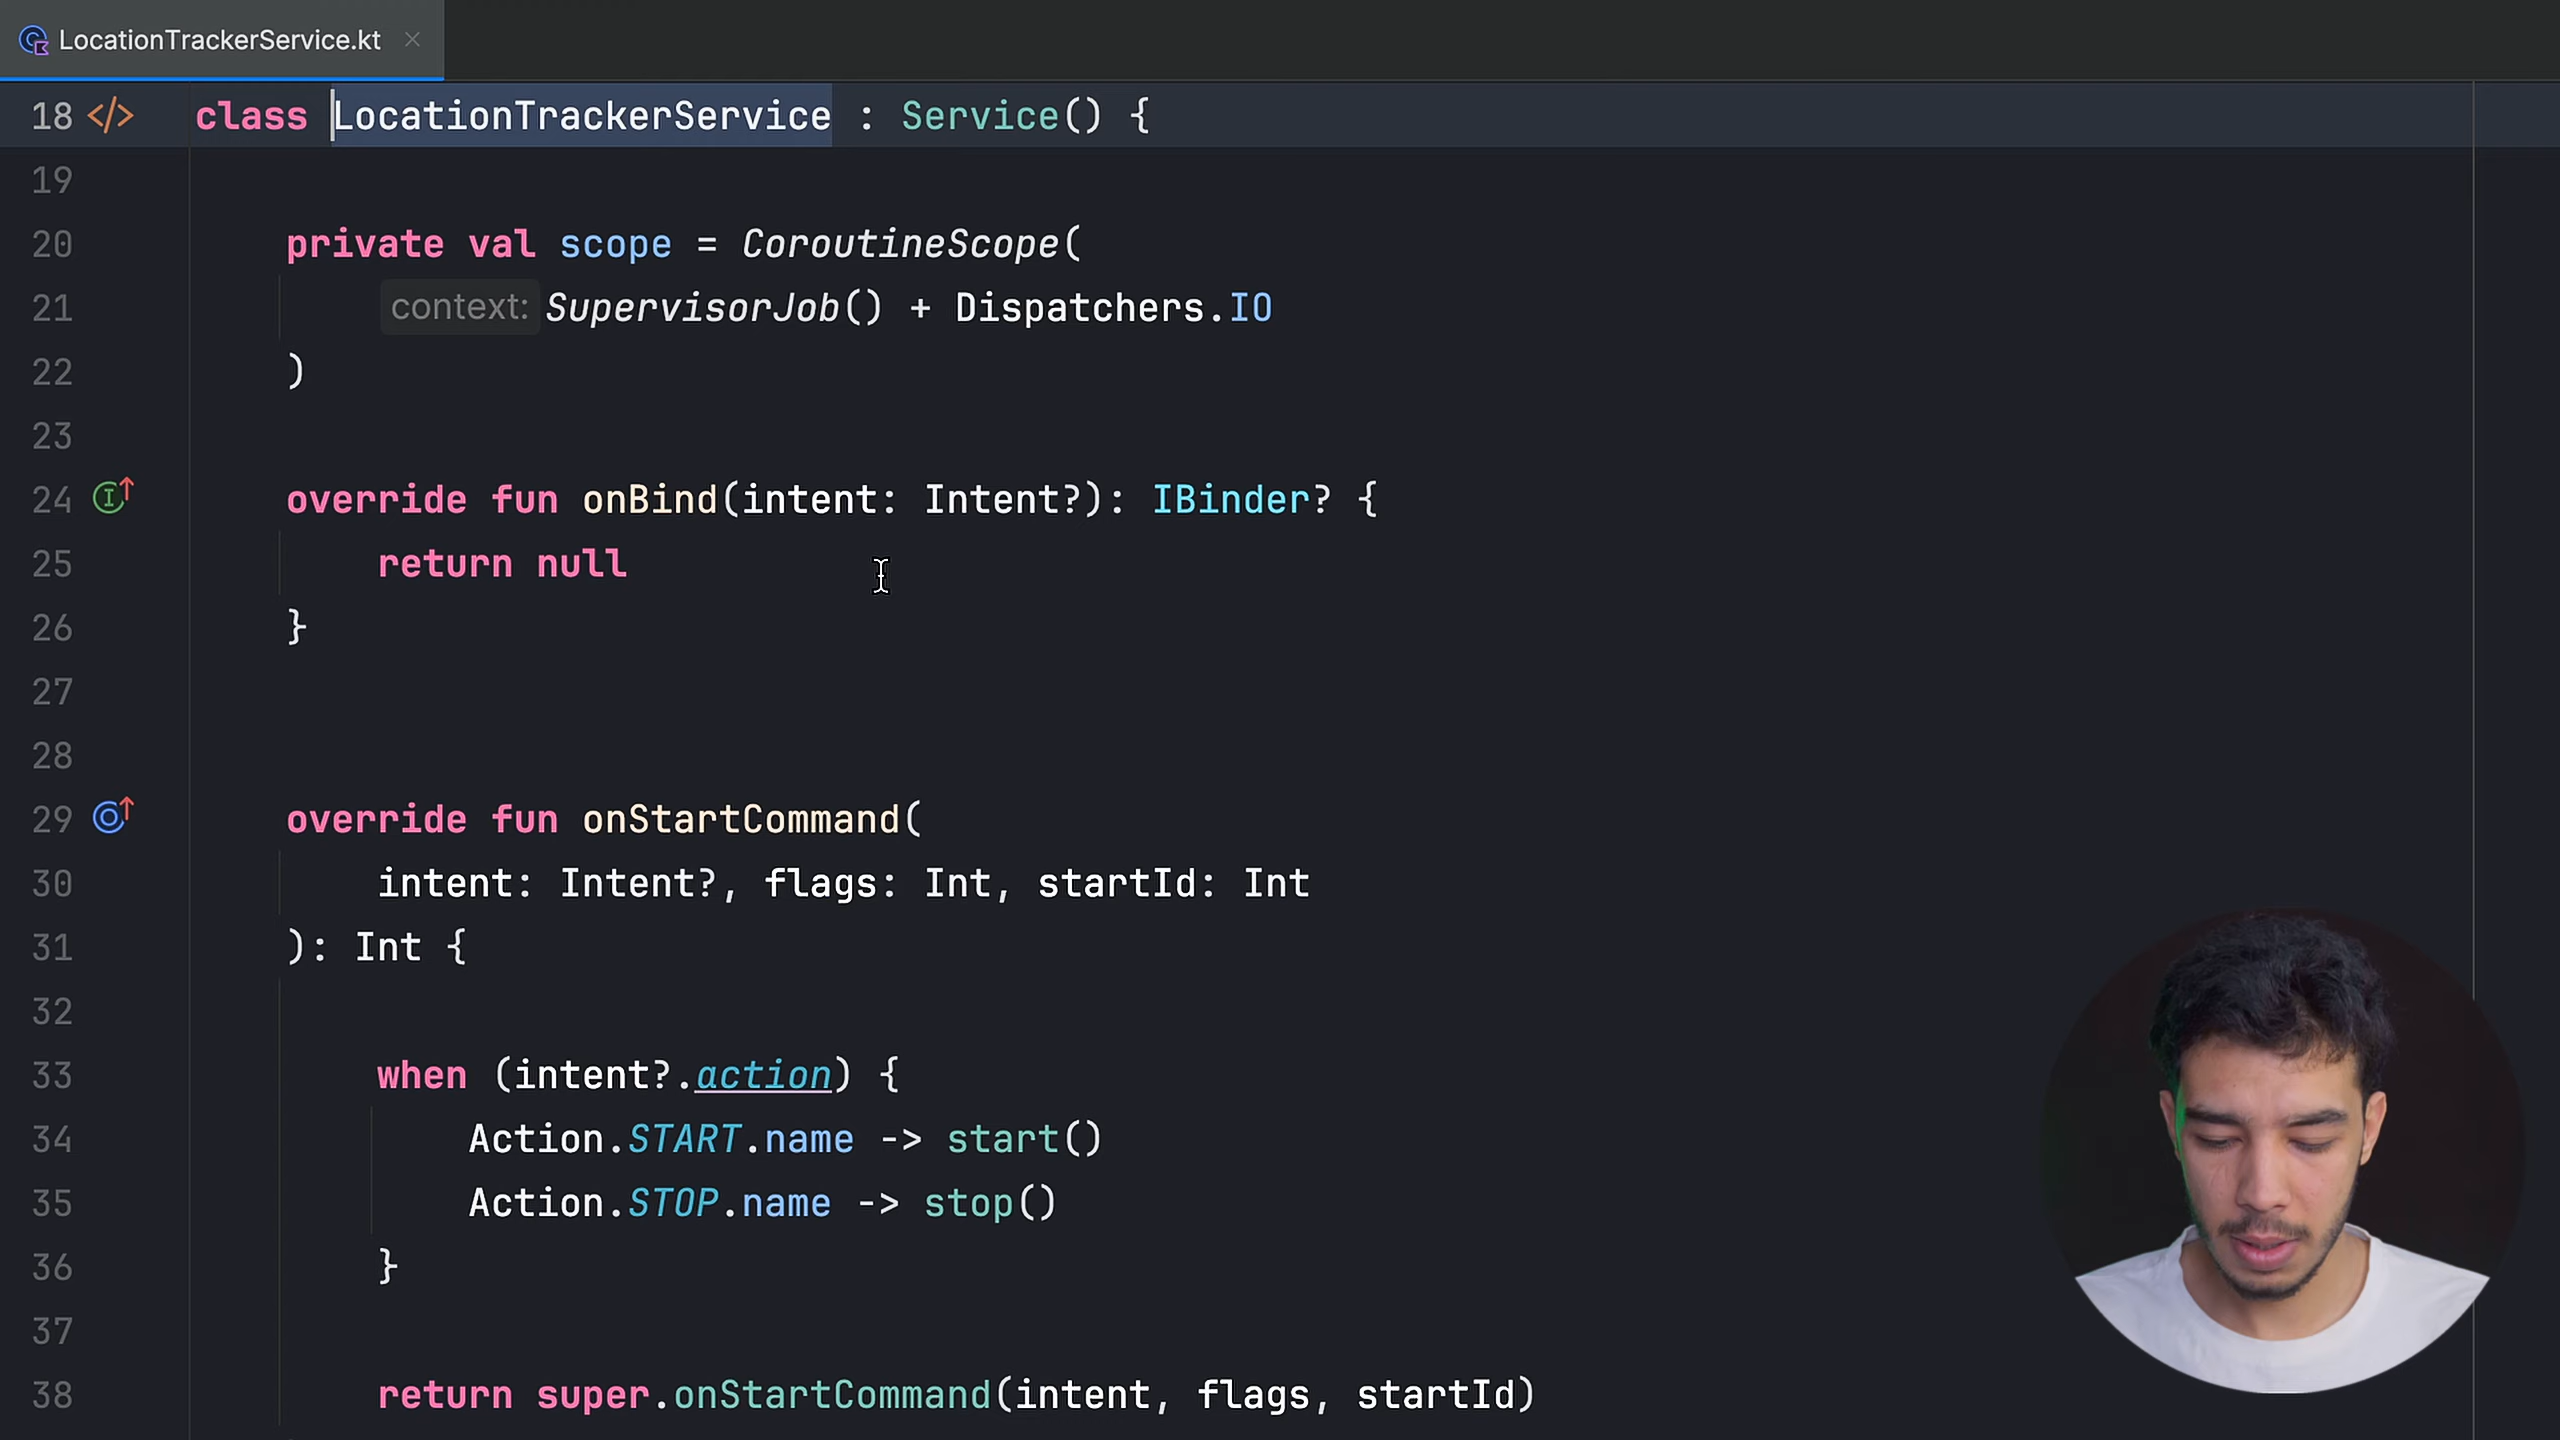 LocationTrackerService.kt
18 </> class LocationTrackerService : Service() {
19
20 private val scope = CoroutineScope(
21 context: SupervisorJob() + Dispatchers.IO
22 )
23
24 override fun onBind(intent: Intent?): IBinder? {
25 return null
26 }
27
28
29 override fun onStartCommand(
30 intent: Intent?, flags: Int, startId: Int
31 ): Int {
32
33 when (intent?.action) {
34 Action.START.name -> start()
35 Action.STOP.name -> stop()
36 }
37
38 return super.onStartCommand(intent, flags, startId)